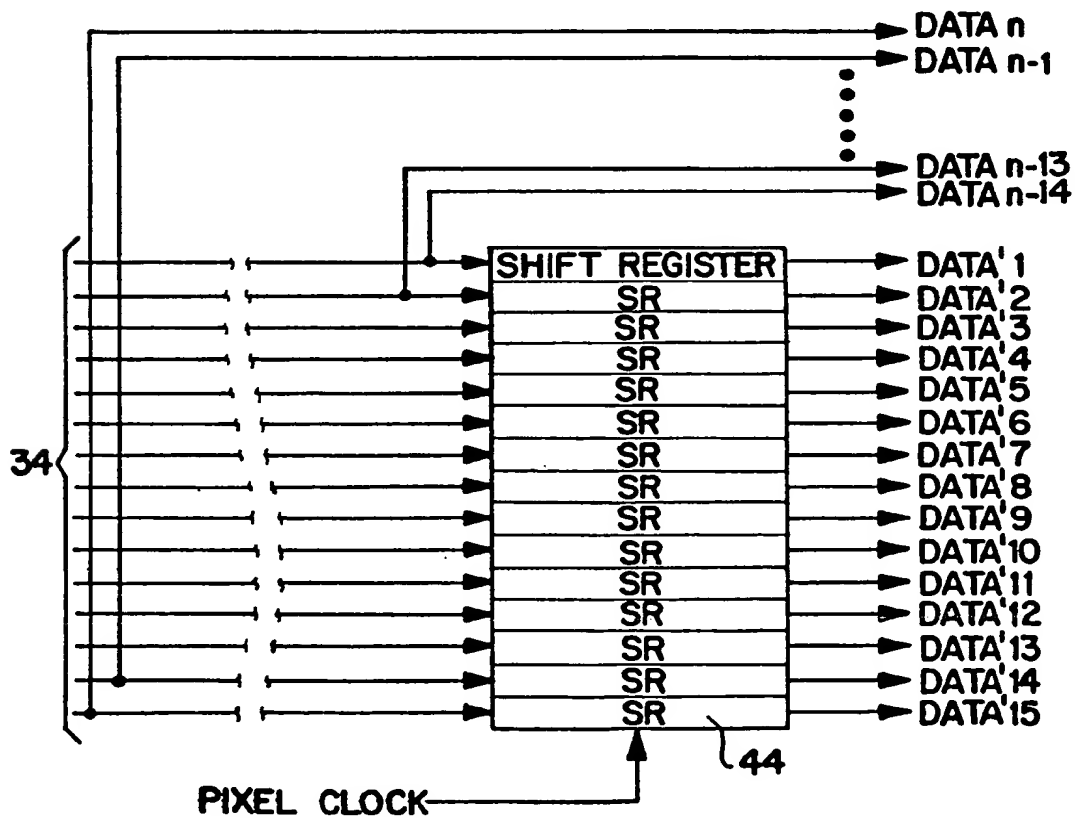 DATA n
DATA n-1
DATA n-13
DATA n-14
SHIFT REGISTER
DATA'1
SR
DATA'2
SR
DATA'3
SR
DATA'4
SR
DATA'5
SR
DATA'6
34
SR
DATA'7
SR
DATA'8
SR
DATA'9
SR
DATA'10
SR
DATA'11
SR
DATA'12
SR
DATA'13
SR
DATA'14
SR
DATA'15
44
PIXEL CLOCK